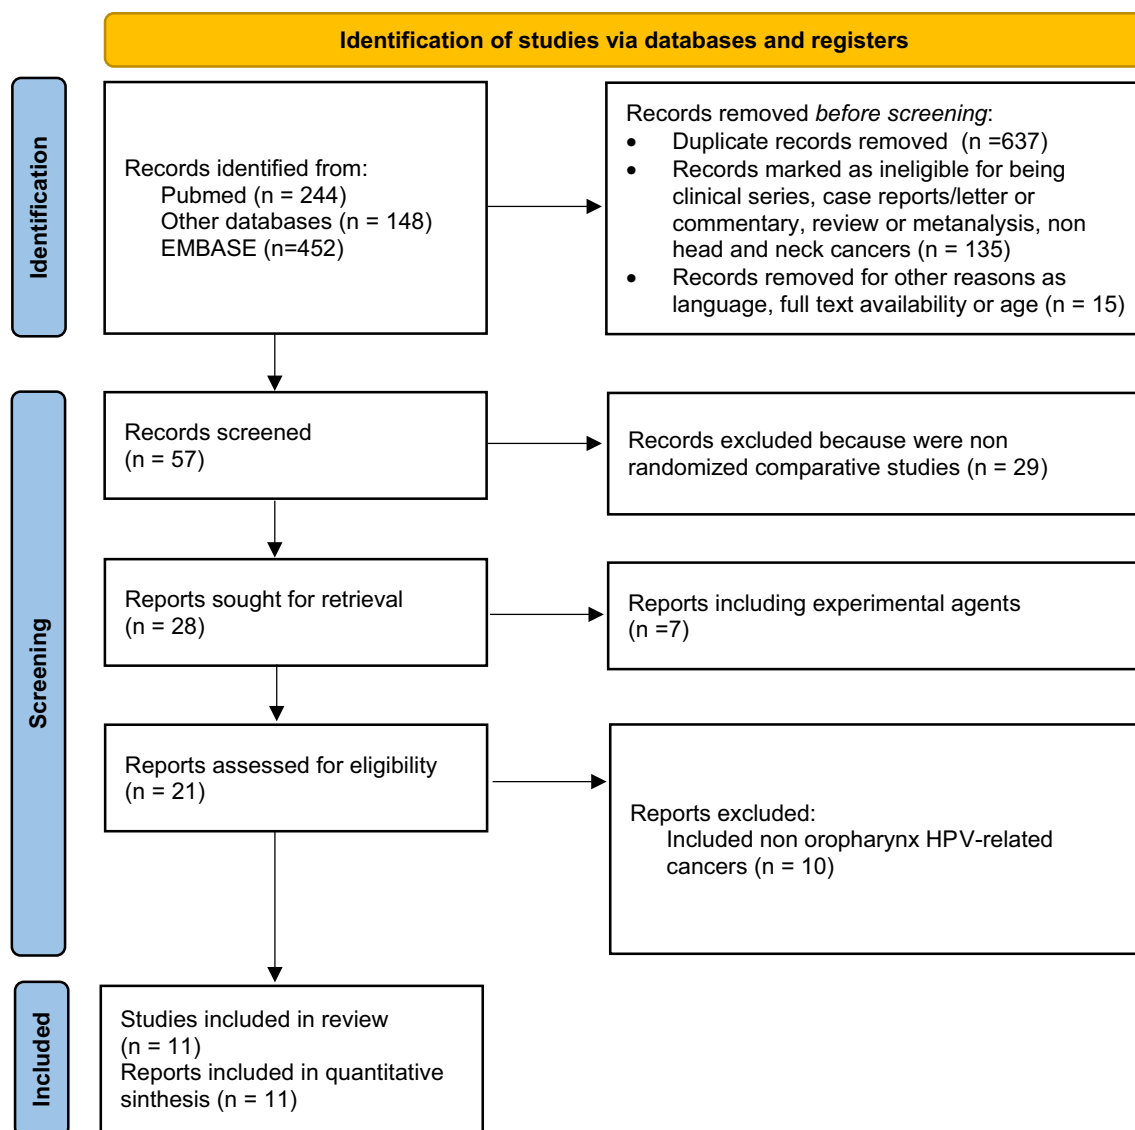 Identification of studies via databases and registers
Identification
Records identified from:
Pubmed (n = 244)
Other databases (n = 148)
EMBASE (n=452)
Records removed before screening:
• Duplicate records removed (n =637)
• Records marked as ineligible for being
clinical series, case reports/letter or
commentary, review or metanalysis, non
head and neck cancers (n = 135)
• Records removed for other reasons as
language, full text availability or age (n = 15)
Screening
Records screened
(n = 57)
Records excluded because were non
randomized comparative studies (n = 29)
Reports sought for retrieval
(n = 28)
Reports including experimental agents
(n =7)
Reports assessed for eligibility
(n = 21)
Reports excluded:
Included non oropharynx HPV-related
cancers (n = 10)
Included
Studies included in review
(n = 11)
Reports included in quantitative
sinthesis (n = 11)